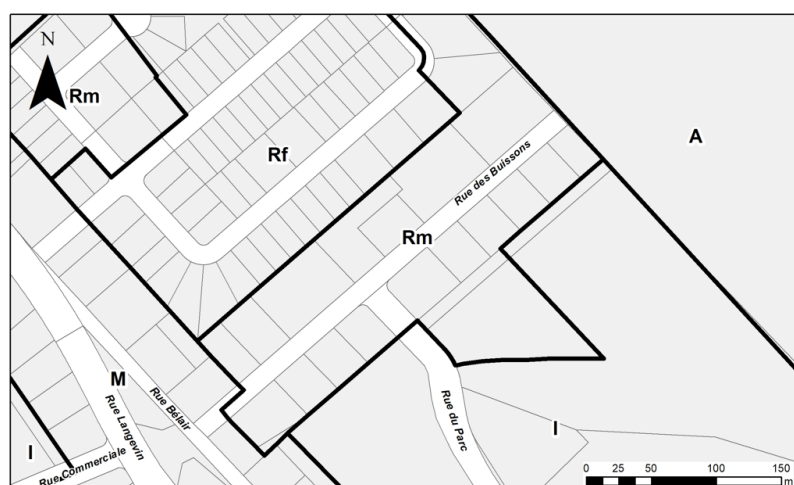 N
Rm
A
Rf
Rue des Buissons
Rm
M
Rue Bélair
Rue Langevin
Rue du Parc
I
I
Rue Commerciale
0 25 50 100 150
m